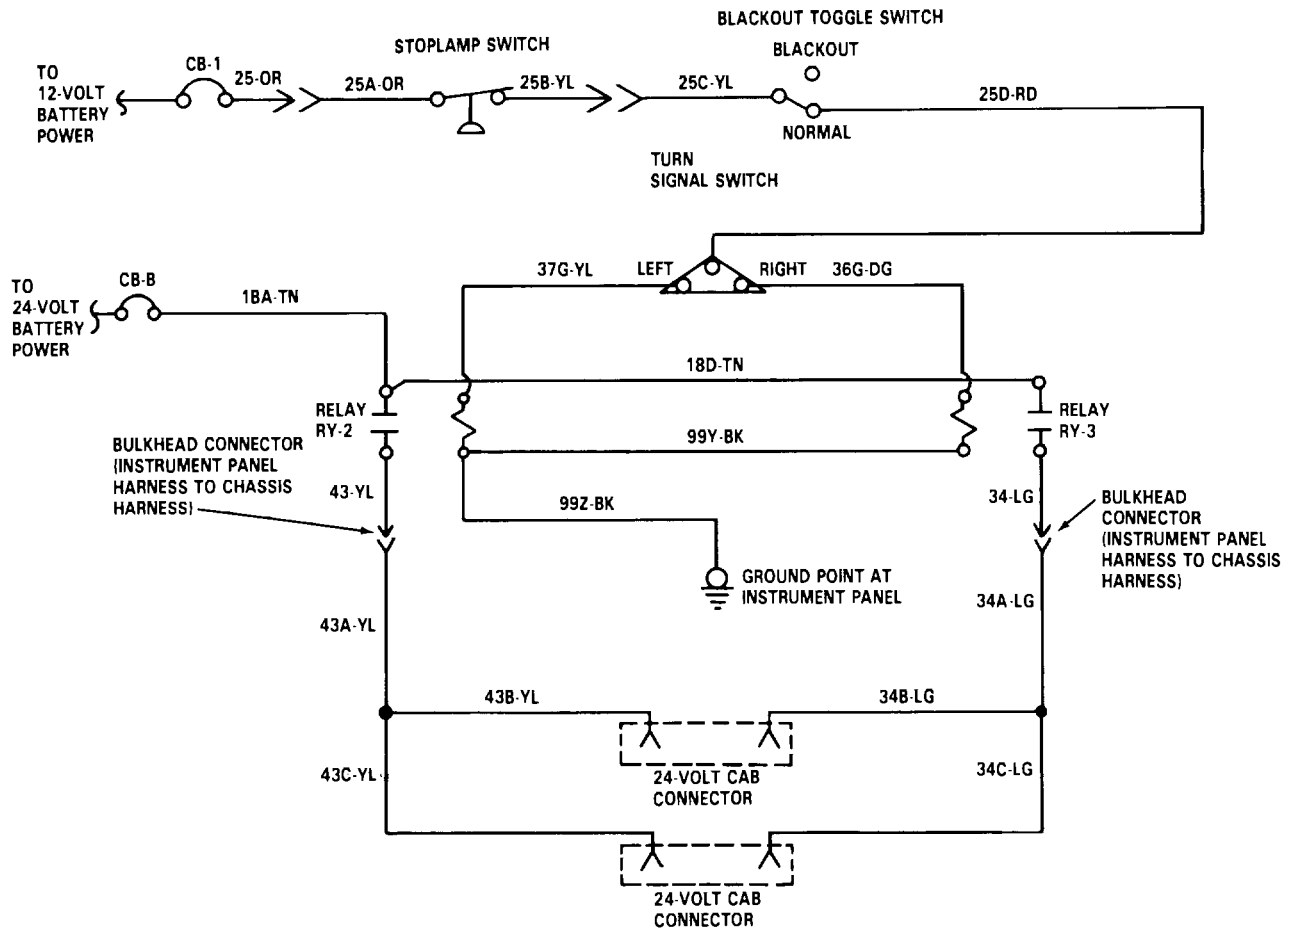 BLACKOUT TOGGLE SWITCH
BLACKOUT
STOPLAMP SWITCH
CB-1
25-OR
25A-OR
25B-YL
25C-YL
25D-RD
TO
12-VOLT
BATTERY
POWER
NORMAL
TURN
SIGNAL SWITCH
37G-YL
LEFT
RIGHT
36G-DG
TO
24-VOLT
BATTERY
POWER
CB-B
1BA-TN
18D-TN
RELAY
RY-2
RELAY
RY-3
99Y-BK
BULKHEAD CONNECTOR
(INSTRUMENT PANEL
HARNESS TO CHASSIS
HARNESS)
43-YL
99Z-BK
34-LG
BULKHEAD
CONNECTOR
(INSTRUMENT PANEL
HARNESS TO CHASSIS
HARNESS)
GROUND POINT AT
INSTRUMENT PANEL
43A-YL
34A-LG
43B-YL
34B-LG
43C-YL
34C-LG
24-VOLT CAB
CONNECTOR
24-VOLT CAB
CONNECTOR